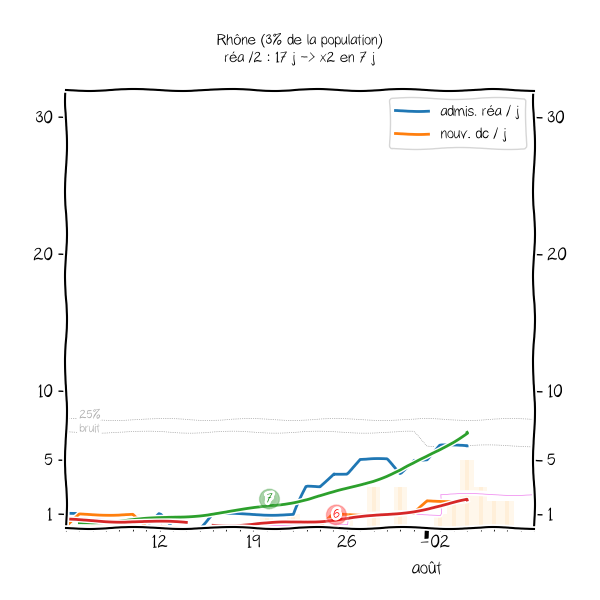 Rhône (3% de la population)
réa /2 : 17 j -> x2 en 7 j
admis. réa / j
nouv. dc / j
30
30
20
20
10
10
25%
bruit
5
5
7
6
1
1
12
19
26
02
août